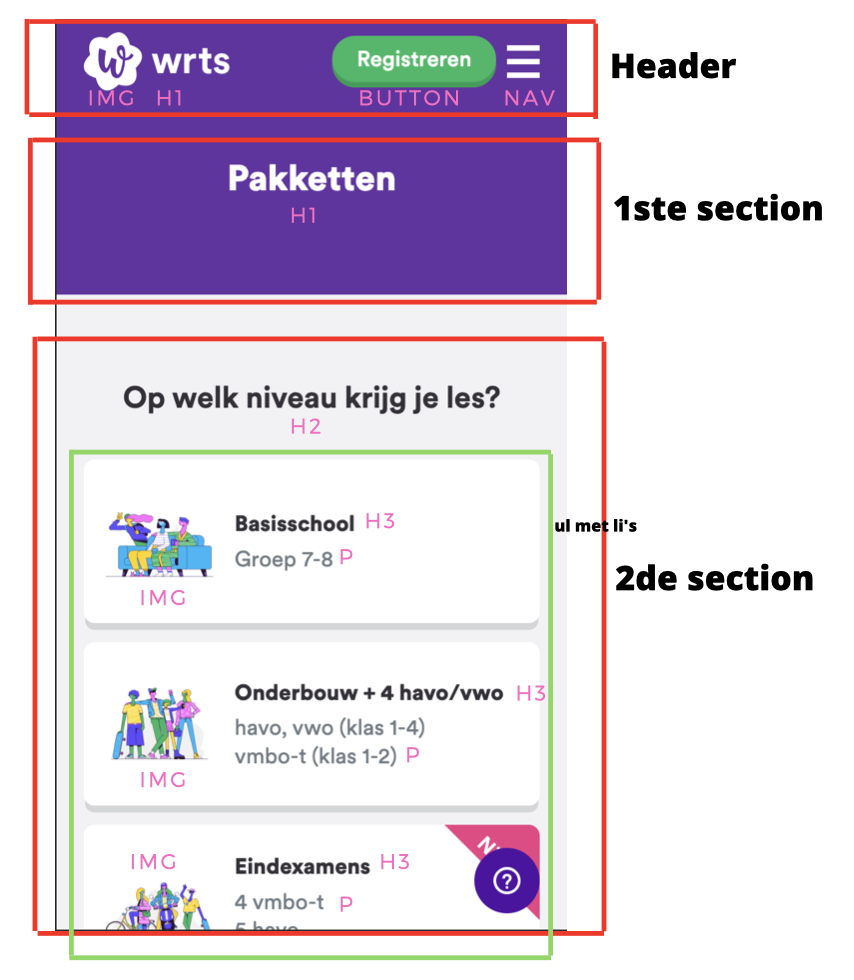 wrts
Registreren
Header
IMG H1
BUTTON
NAV
Pakketten
H1
1ste section
Op welk niveau krijg je les?
H2
Basisschool H3
ul met li's
Groep 7-8 P
IMG
2de section
Onderbouw + 4 havo/vwo H3
havo, vwo (klas 1-4)
vmbo-t (klas 1-2) P
IMG
IMG
Eindexamens H3
4 vmbo-t P
5 havo
?